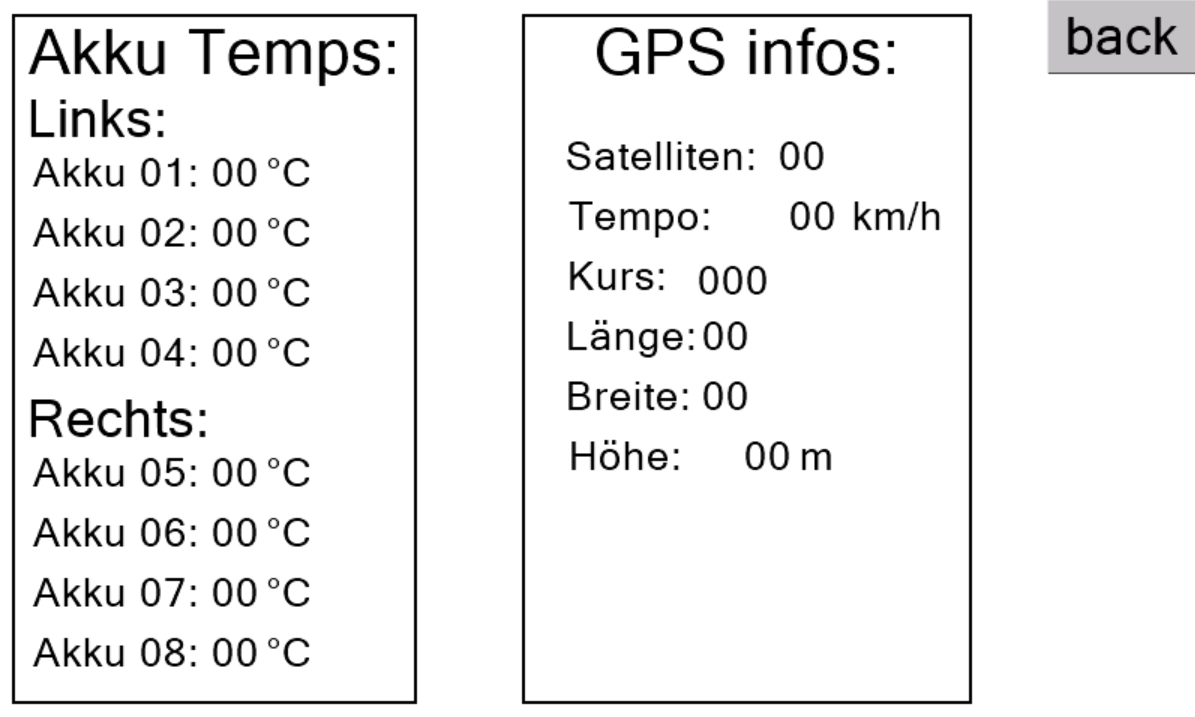 Akku Temps:
Links:
Akku 01: 00 °C
Akku 02: 00 °C
Akku 03: 00 °C
Akku 04: 00 °C
Rechts:
Akku 05: 00 °C
Akku 06: 00 °C
Akku 07: 00 °C
Akku 08: 00 °C
GPS infos:
Satelliten: 00
Tempo: 00 km/h
Kurs: 000
Länge: 00
Breite: 00
Höhe: 00 m
back